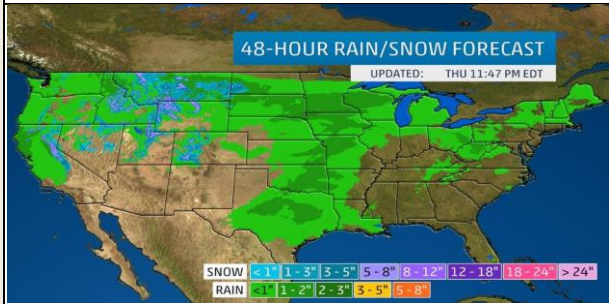 48-HOUR RAIN/SNOW FORECAST
UPDATED: THU 11:47 PM EDT
SNOW <1" 1 - 3" 3 - 5" 5 - 8" 8 - 12" 12 - 18" 18 - 24" > 24"
RAIN <1" 1 - 2" 2 - 3" 3 - 5" 5 - 8"